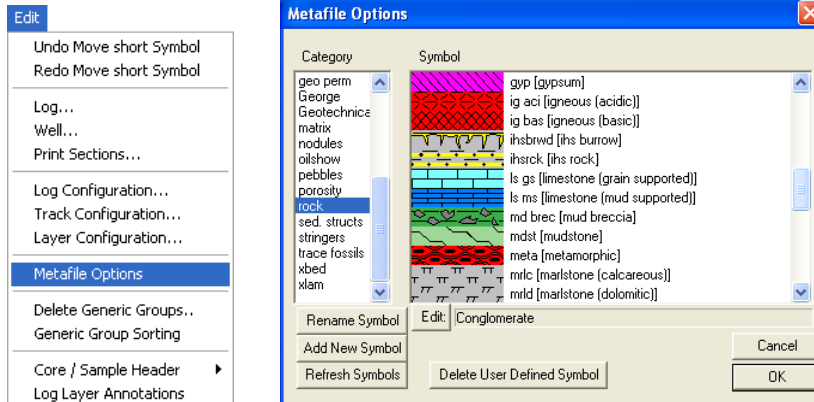 Edit
Undo Move short Symbol
Redo Move short Symbol
Log...
Well...
Print Sections...
Log Configuration...
Track Configuration...
Layer Configuration...
Metafile Options
Delete Generic Groups..
Generic Group Sorting
Core / Sample Header
Log Layer Annotations
Metafile Options
Category
geo perm
George
Geotechnica
matrix
nodules
oilshow
pebbles
porosity
rock
sed. structs
stringers
trace fossils
xbed
xlam
Symbol
gyp [gypsum]
ig aci [igneous (acidic)]
ig bas [igneous (basic)]
ihsbrwd [ihs burrow]
ihsrck [ihs rock]
ls gs [limestone (grain supported)]
ls ms [limestone (mud supported)]
md brec [mud breccia]
mdst [mudstone]
meta [metamorphic]
mrlc [marlstone (calcareous)]
mrld [marlstone (dolomitic)]
Rename Symbol
Edit: Conglomerate
Add New Symbol
Cancel
Refresh Symbols
Delete User Defined Symbol
OK